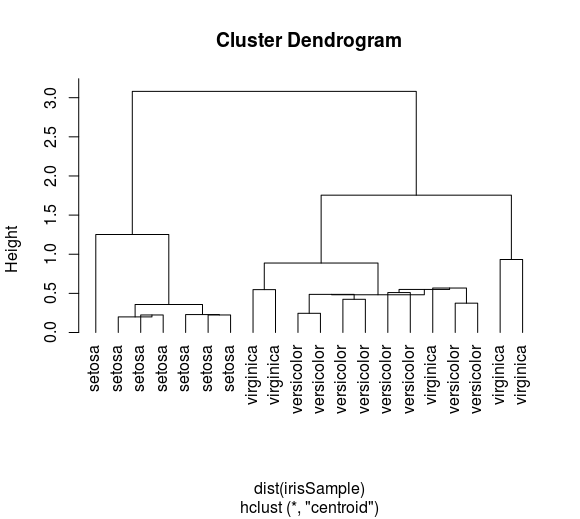 Cluster Dendrogram
Height
3.0
2.5
2.0
1.5
1.0
0.5
0.0
setosa
setosa
setosa
setosa
setosa
setosa
setosa
virginica
virginica
versicolor
versicolor
versicolor
versicolor
versicolor
versicolor
virginica
versicolor
versicolor
virginica
virginica
dist(irisSample)
hclust (*, "centroid")